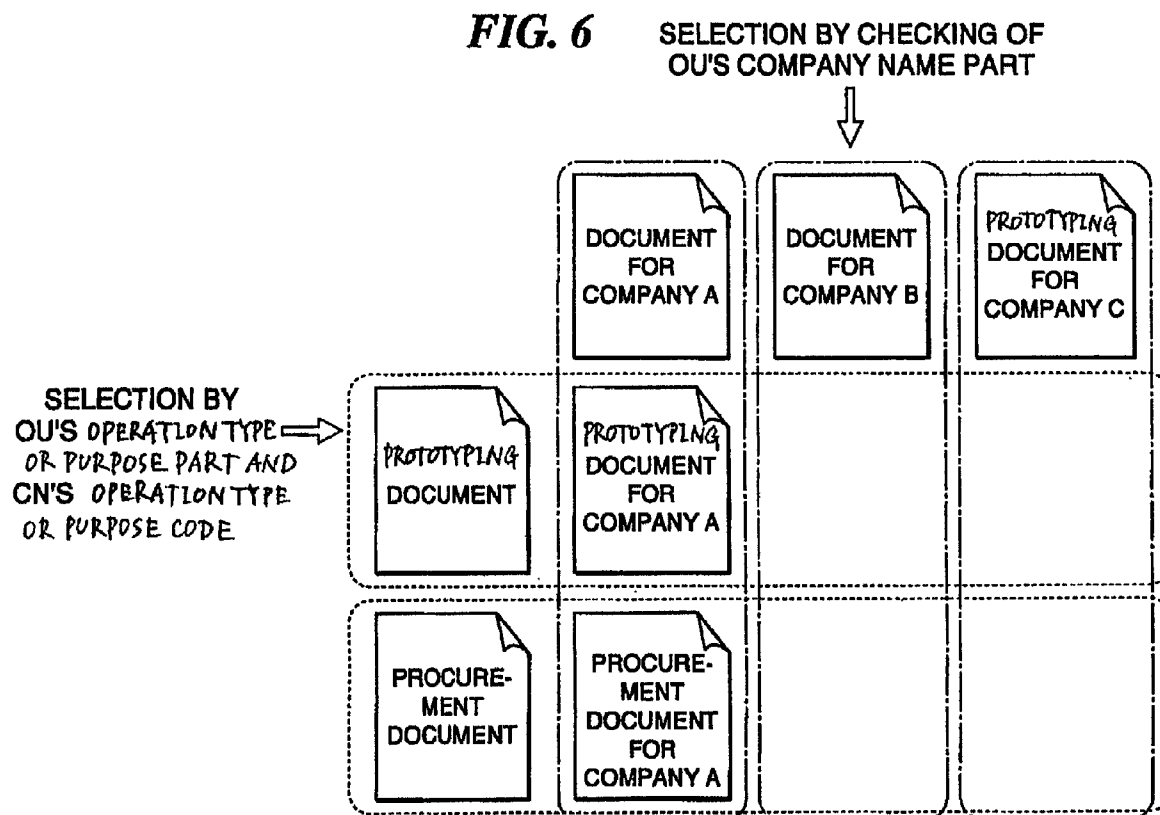 FIG. 6
SELECTION BY CHECKING OF
OU'S COMPANY NAME PART
DOCUMENT
FOR
COMPANY A
DOCUMENT
FOR
COMPANY B
PROTOTYPING
DOCUMENT
FOR
COMPANY C
SELECTION BY
OU'S OPERATION TYPE
OR PURPOSE PART AND
CN'S OPERATION TYPE
OR PURPOSE CODE
PROTOTYPING
DOCUMENT
PROTOTYPING
DOCUMENT
FOR
COMPANY A
PROCURE-
MENT
DOCUMENT
PROCURE-
MENT
DOCUMENT
FOR
COMPANY A